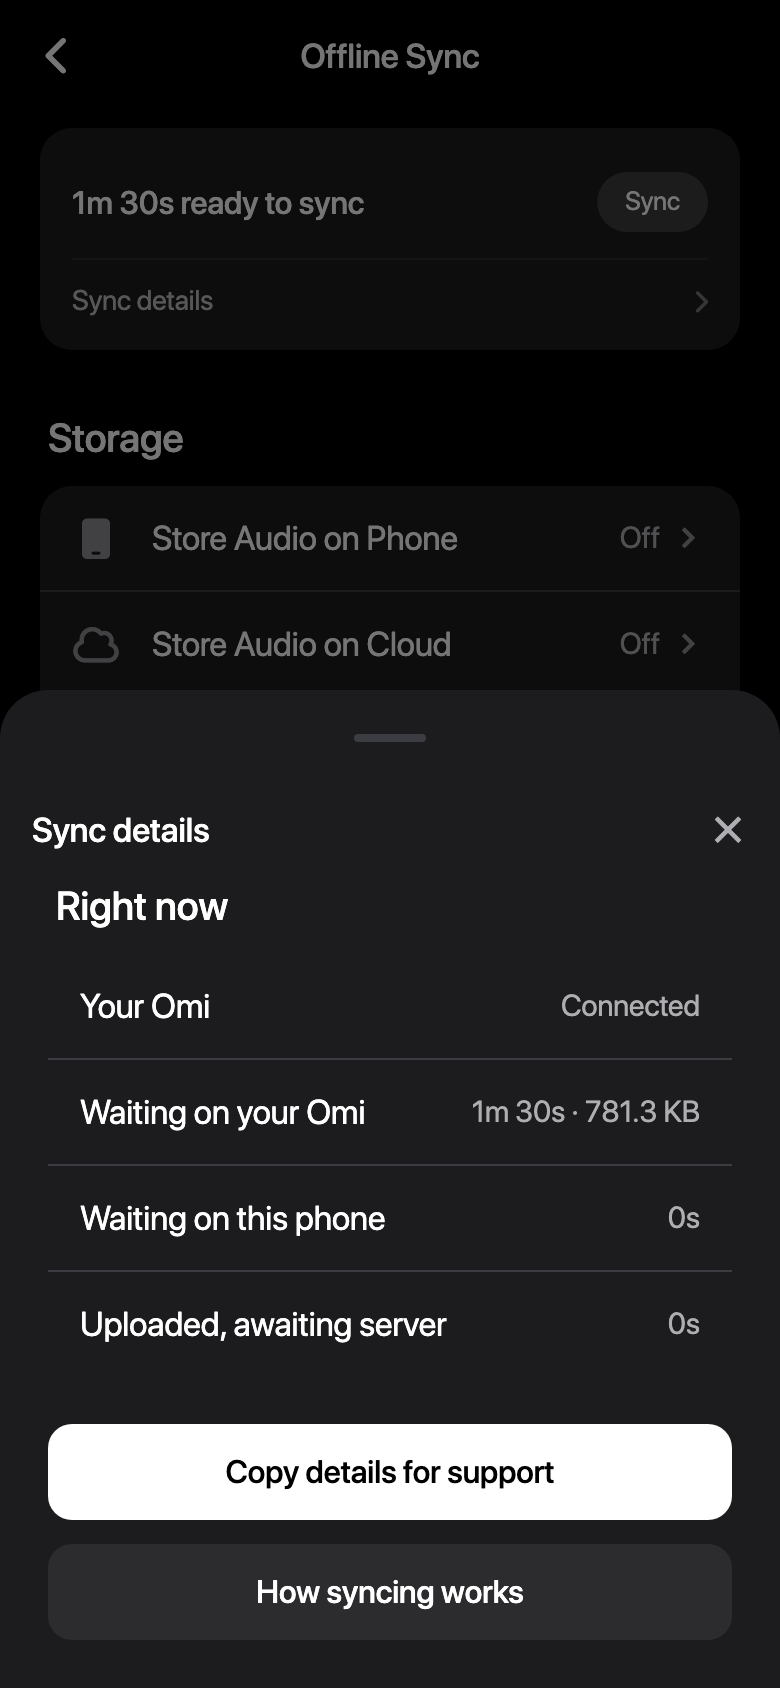 Offline Sync
1m 30s ready to sync
Sync
Sync details
Storage
Store Audio on Phone
Off
Store Audio on Cloud
Off
Sync details
Right now
Your Omi
Connected
Waiting on your Omi
1m 30s · 781.3 KB
Waiting on this phone
0s
Uploaded, awaiting server
0s
Copy details for support
How syncing works